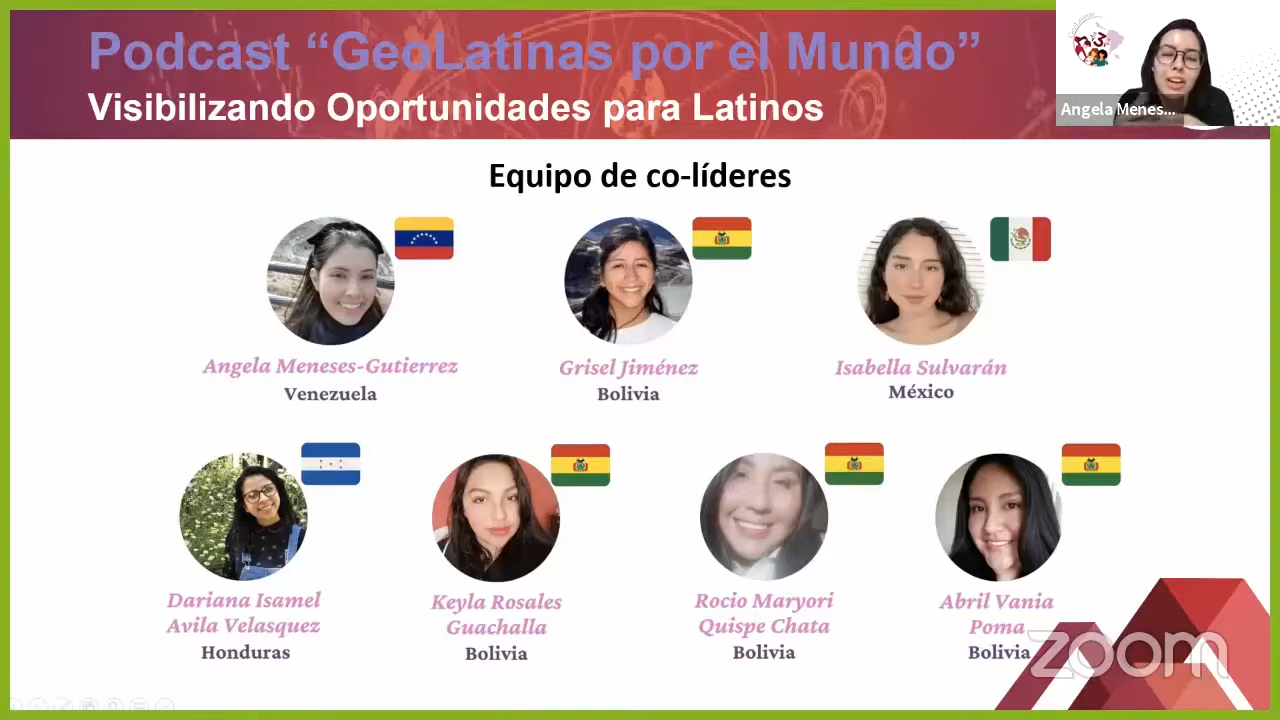 Podcast “GeoLatinas por el Mundo”
Visibilizando Oportunidades para Latinos
Angela Menes...
Equipo de co-líderes
Angela Meneses-Gutierrez
Venezuela
Grisel Jiménez
Bolivia
Isabella Sulvarán
México
Dariana Isamel
Avila Velasquez
Honduras
Keyla Rosales
Guachalla
Bolivia
Rocio Maryori
Quispe Chata
Bolivia
Abril Vania
Poma
Bolivia
zoom